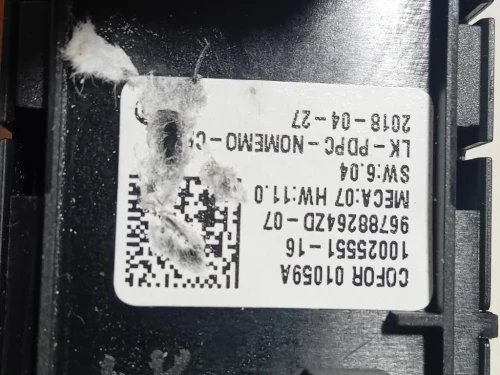 COFOR 01059A
10025551-16
96788264ZD-07
MECA:07 HW:11.0
SW:6.04
LK-PDPC-NOMEMO-C
2018-04-27